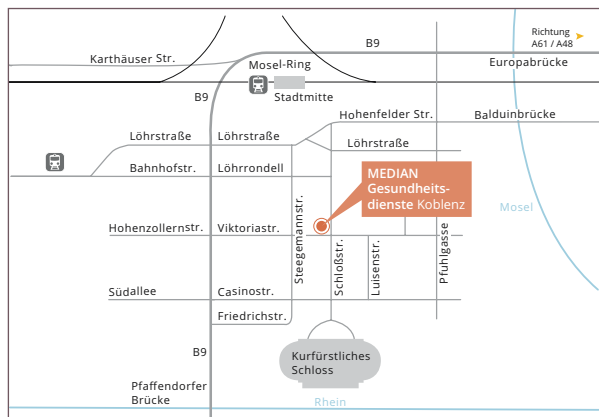 Richtung
A61 / A48
B9
Karthäuser Str.
Mosel-Ring
Europabrücke
B9
Stadtmitte
Hohenfelder Str.
Balduinbrücke
Löhrstraße
Löhrstraße
Löhrstraße
Bahnhofstr.
Löhrrondell
MEDIAN
Gesundheits-
dienste Koblenz
Mosel
Hohenzollernstr.
Viktoriastr.
Steegemannstr.
Schloßstr.
Luisenstr.
Pfuhlgasse
Südallee
Casinostr.
Friedrichstr.
B9
Kurfürstliches
Schloss
Pfaffendorfer
Brücke
Rhein